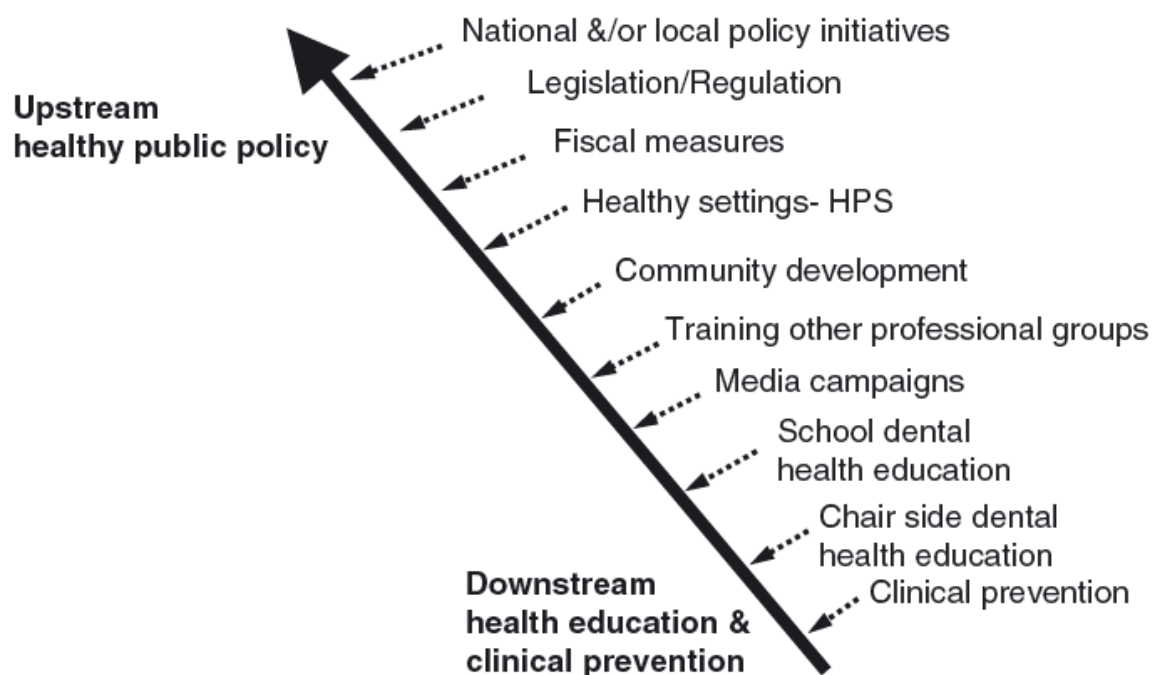 National &/or local policy initiatives
Legislation/Regulation
Upstream
healthy public policy
Fiscal measures
Healthy settings- HPS
Community development
Training other professional groups
Media campaigns
School dental
health education
Chair side dental
health education
Clinical prevention
Downstream
health education &
clinical prevention